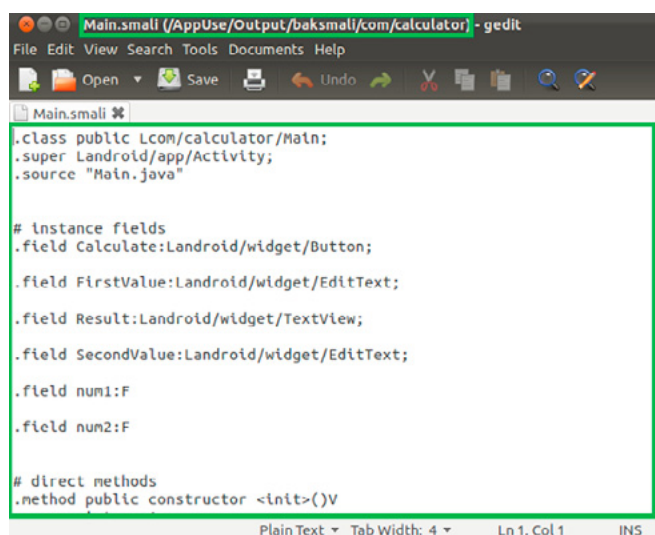 Main.smali (/AppUse/Output/baksmali/com/calculator) - gedit
File Edit View Search Tools Documents Help
Open Save Undo
Main.smali
.class public Lcom/calculator/Main;
.super Landroid/app/Activity;
.source "Main.java"
# instance fields
.field Calculate:Landroid/widget/Button;
.field FirstValue:Landroid/widget/EditText;
.field Result:Landroid/widget/TextView;
.field SecondValue:Landroid/widget/EditText;
.field num1:F
.field num2:F
# direct methods
.method public constructor <init>()V
Plain Text Tab Width: 4 Ln 1, Col 1 INS